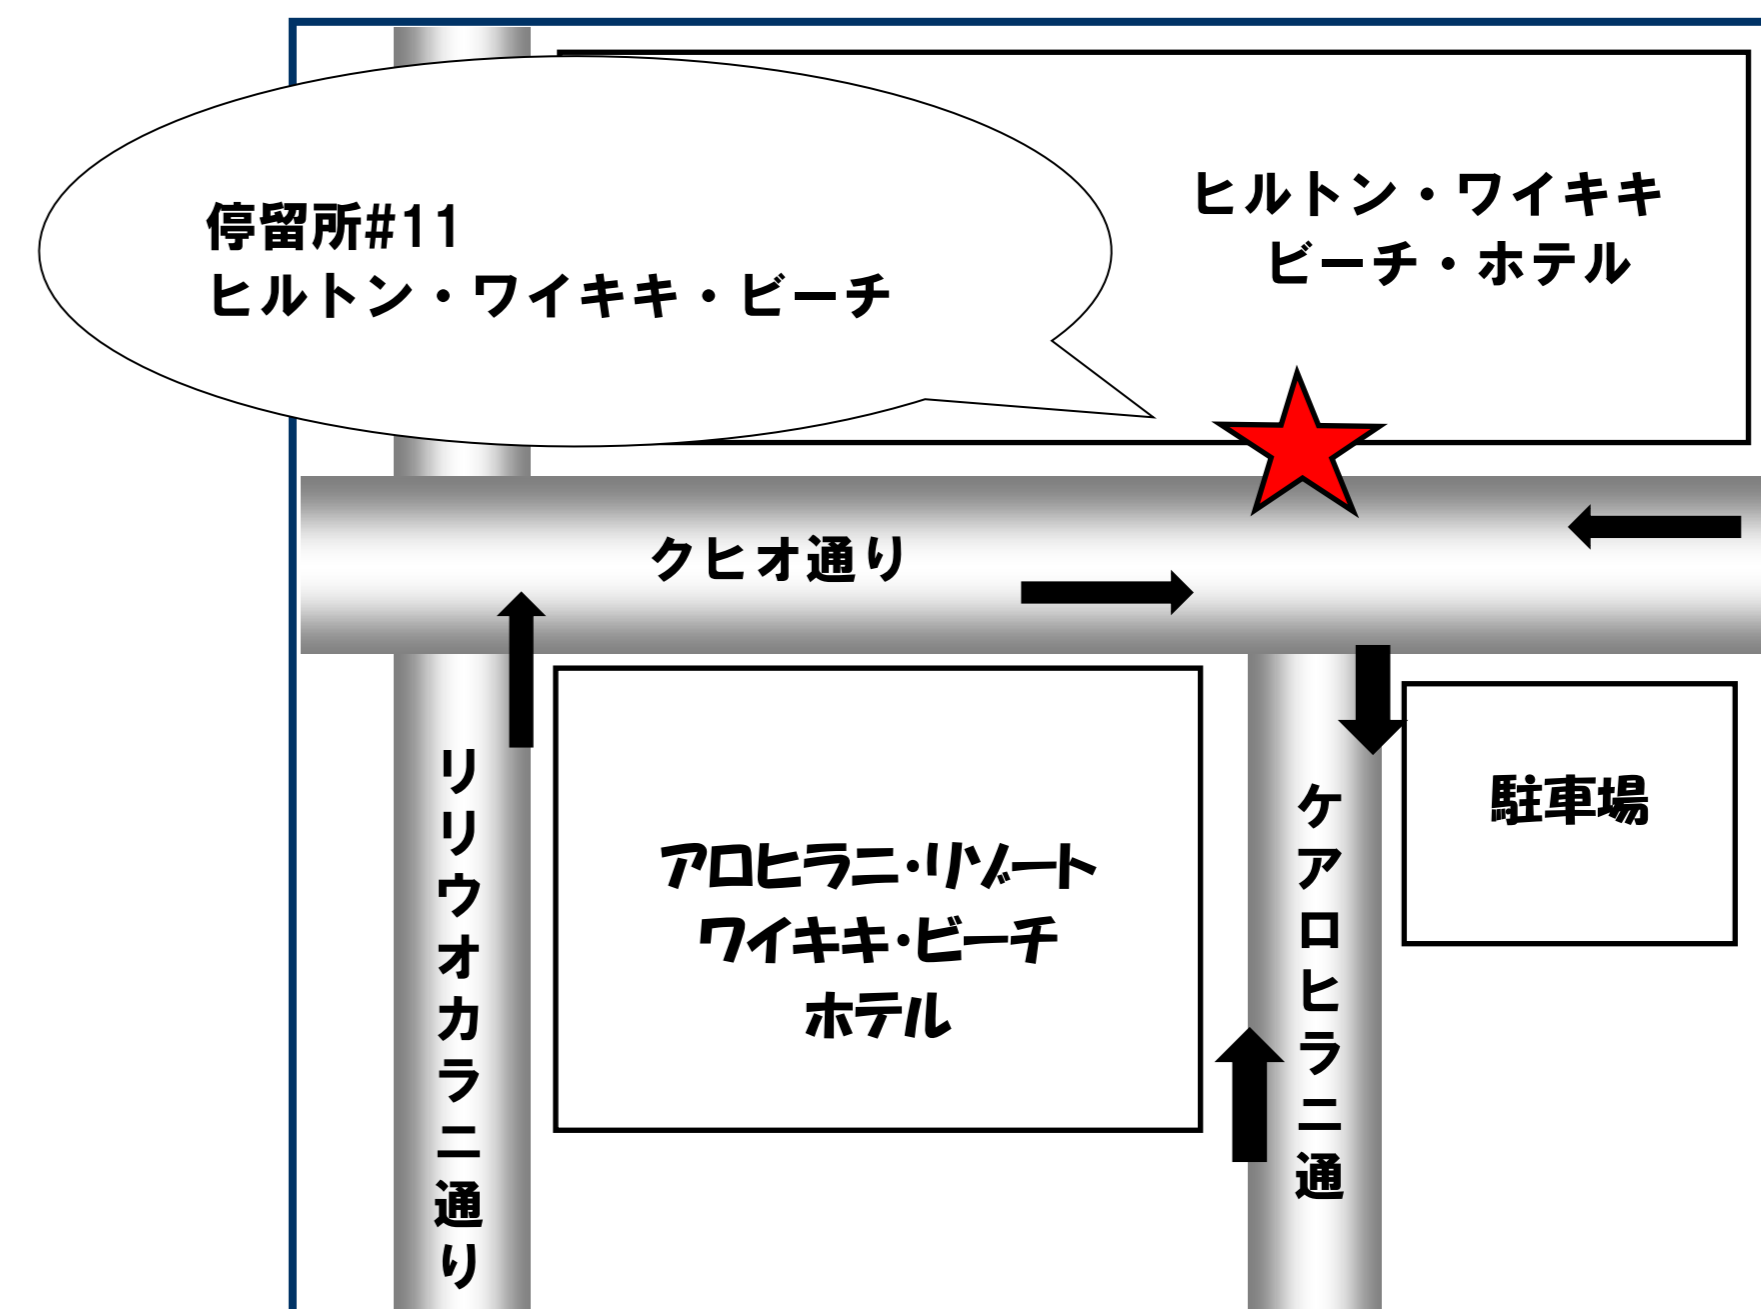 停留所#11
ヒルトン・ワイキキ・ビーチ
ヒルトン・ワイキキ
ビーチ・ホテル
クヒオ通り
リリウオカラニ通り
アロヒラニ・リゾート
ワイキキ・ビーチ
ホテル
ケアロヒラニ通
駐車場